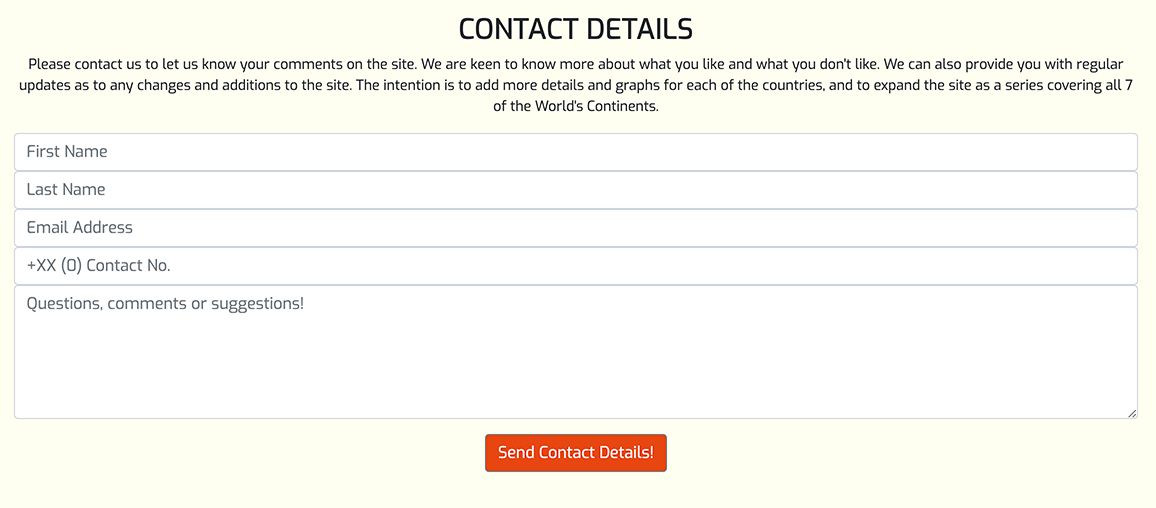 CONTACT DETAILS
Please contact us to let us know your comments on the site. We are keen to know more about what you like and what you don't like. We can also provide you with regular
updates as to any changes and additions to the site. The intention is to add more details and graphs for each of the countries, and to expand the site as a series covering all 7
of the World's Continents.
First Name
Last Name
Email Address
+XX (0) Contact No.
Questions, comments or suggestions!
Send Contact Details!